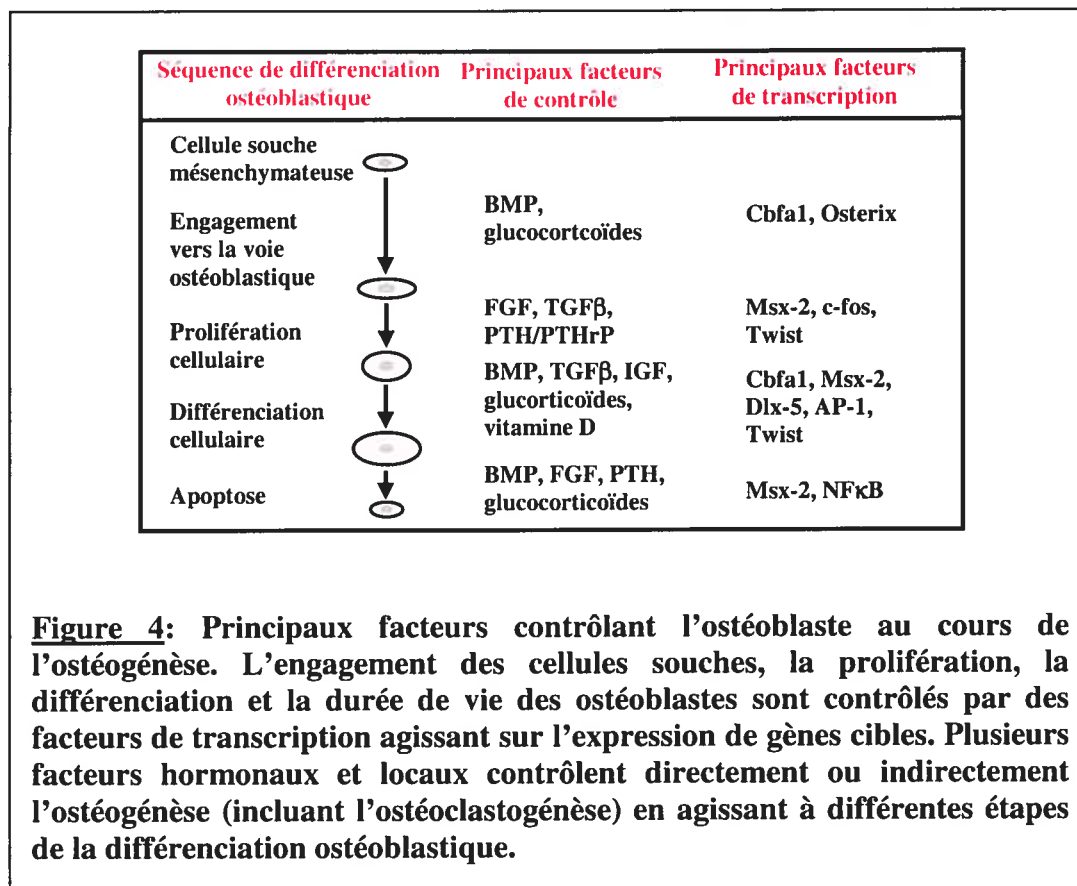 Séquence de différenciation
ostéoblastique
Principaux facteurs
de contrôle
Principaux facteurs
de transcription
Cellule souche
mésenchymateuse
Engagement
vers la voie
ostéoblastique
BMP,
glucocortcoïdes
Cbfa1, Osterix
Prolifération
cellulaire
FGF, TGFβ,
PTH/PTHrP
Msx-2, c-fos,
Twist
Différenciation
cellulaire
BMP, TGFβ, IGF,
glucorticoïdes,
vitamine D
Cbfa1, Msx-2,
Dlx-5, AP-1,
Twist
Apoptose
BMP, FGF, PTH,
glucocorticoïdes
Msx-2, NFκB
Figure 4: Principaux facteurs contrôlant l'ostéoblaste au cours de
l'ostéogénèse. L'engagement des cellules souches, la prolifération, la
différenciation et la durée de vie des ostéoblastes sont contrôlés par des
facteurs de transcription agissant sur l'expression de gènes cibles. Plusieurs
facteurs hormonaux et locaux contrôlent directement ou indirectement
l'ostéogénèse (incluant l'ostéoclastogénèse) en agissant à différentes étapes
de la différenciation ostéoblastique.